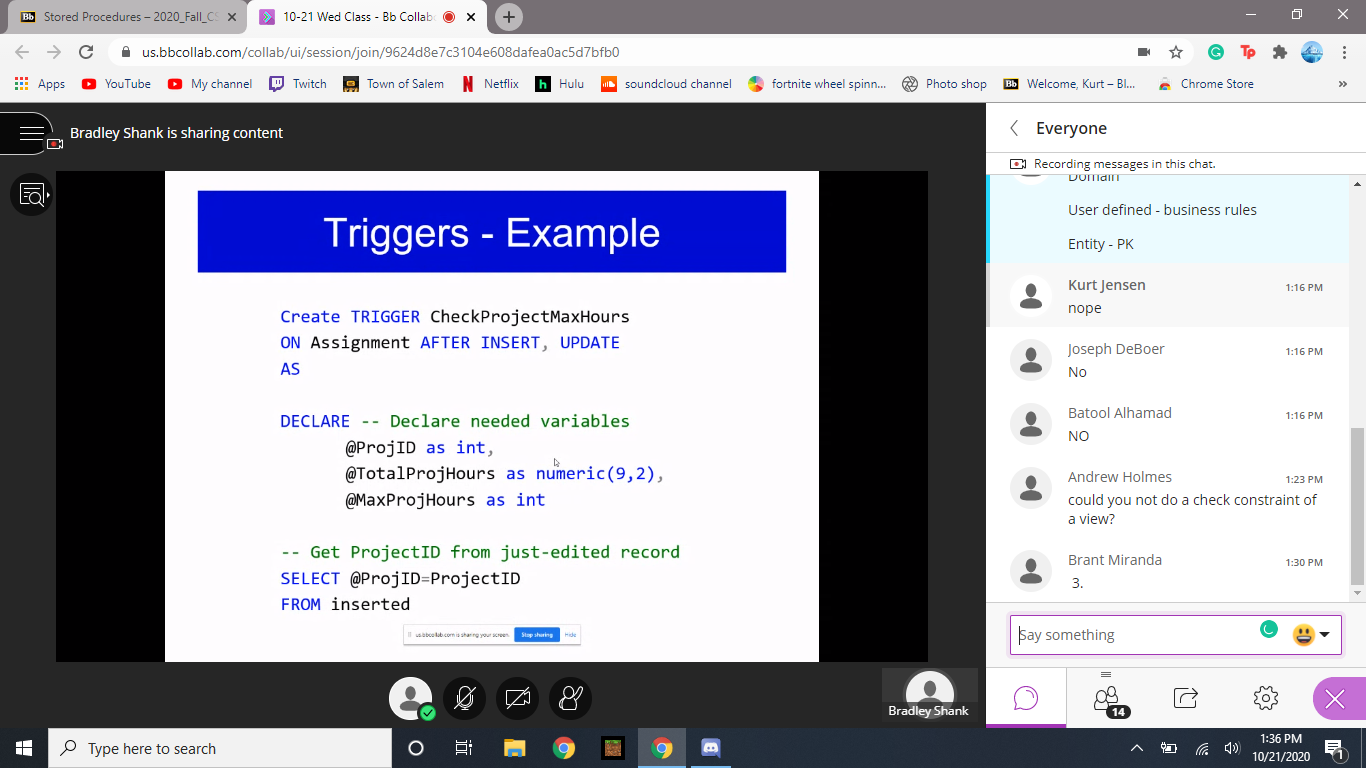 Stored Procedures – 2020_Fall_CS
10-21 Wed Class - Bb Collabo
us.bbcollab.com/collab/ui/session/join/9624d8e7c3104e608dafea0ac5d7bfb0
Apps YouTube My channel Twitch Town of Salem Netflix Hulu soundcloud channel fortnite wheel spinn... Photo shop Welcome, Kurt – Bl... Chrome Store »
Bradley Shank is sharing content
Triggers - Example
Create TRIGGER CheckProjectMaxHours
ON Assignment AFTER INSERT, UPDATE
AS
DECLARE -- Declare needed variables
@ProjID as int,
@TotalProjHours as numeric(9,2),
@MaxProjHours as int
-- Get ProjectID from just-edited record
SELECT @ProjID=ProjectID
FROM inserted
us.bbcollab.com is sharing your screen. Stop sharing Hide
Bradley Shank
Everyone
Recording messages in this chat.
Domain
User defined - business rules
Entity - PK
Kurt Jensen 1:16 PM
nope
Joseph DeBoer 1:16 PM
No
Batool Alhamad 1:16 PM
NO
Andrew Holmes 1:23 PM
could you not do a check constraint of
a view?
Brant Miranda 1:30 PM
3.
Say something
14
Type here to search
1:36 PM
10/21/2020
1